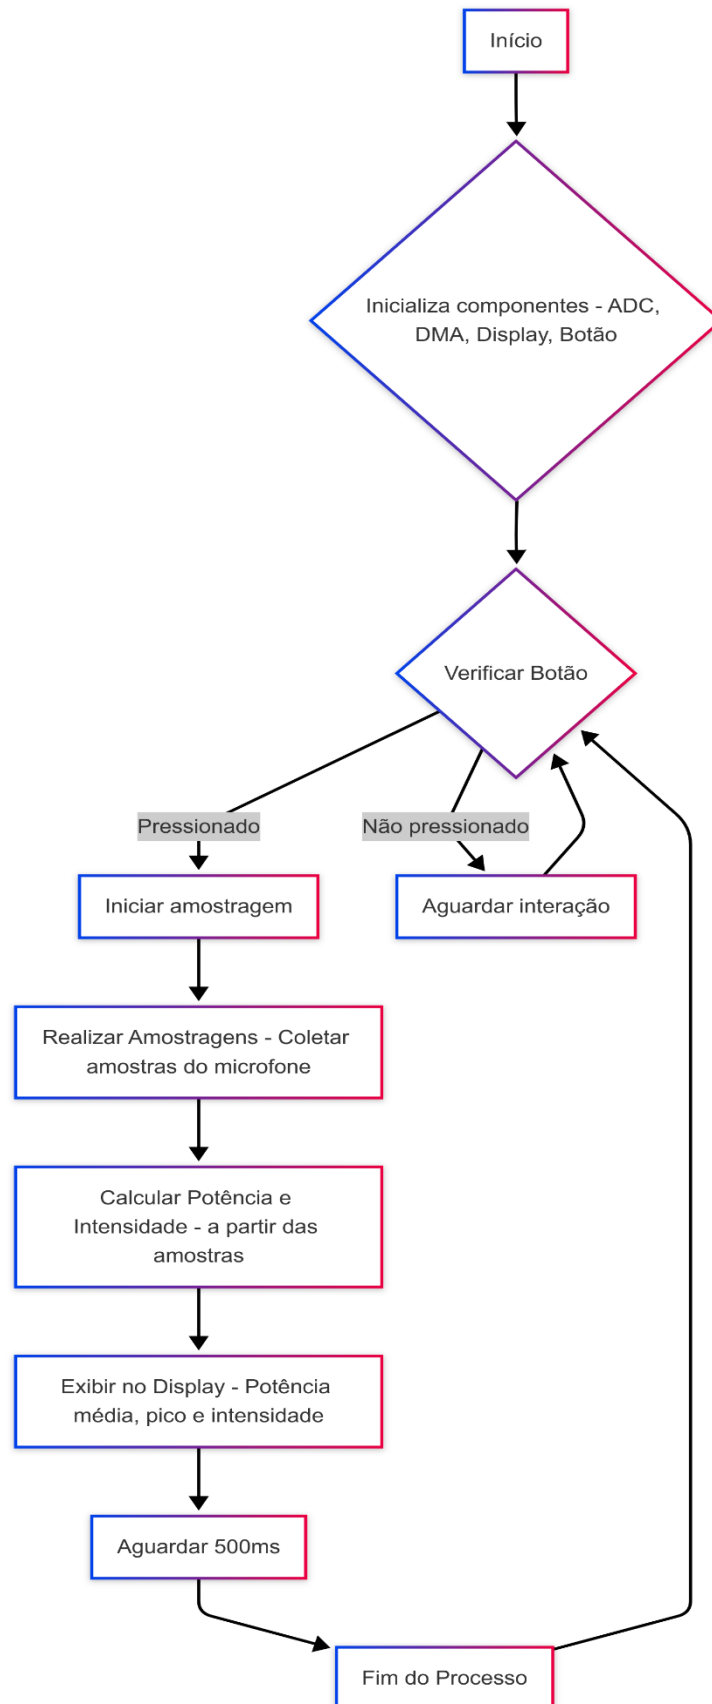 Início
Inicializa componentes - ADC,
DMA, Display, Botão
Verificar Botão
Pressionado
Não pressionado
Iniciar amostragem
Aguardar interação
Realizar Amostragens - Coletar
amostras do microfone
Calcular Potência e
Intensidade - a partir das
amostras
Exibir no Display - Potência
média, pico e intensidade
Aguardar 500ms
Fim do Processo